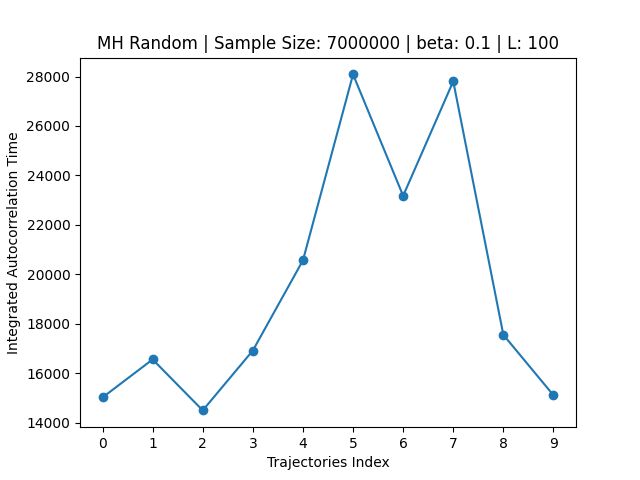 MH Random | Sample Size: 7000000 | beta: 0.1 | L: 100
Integrated Autocorrelation Time
28000
26000
24000
22000
20000
18000
16000
14000
0 1 2 3 4 5 6 7 8 9
Trajectories Index